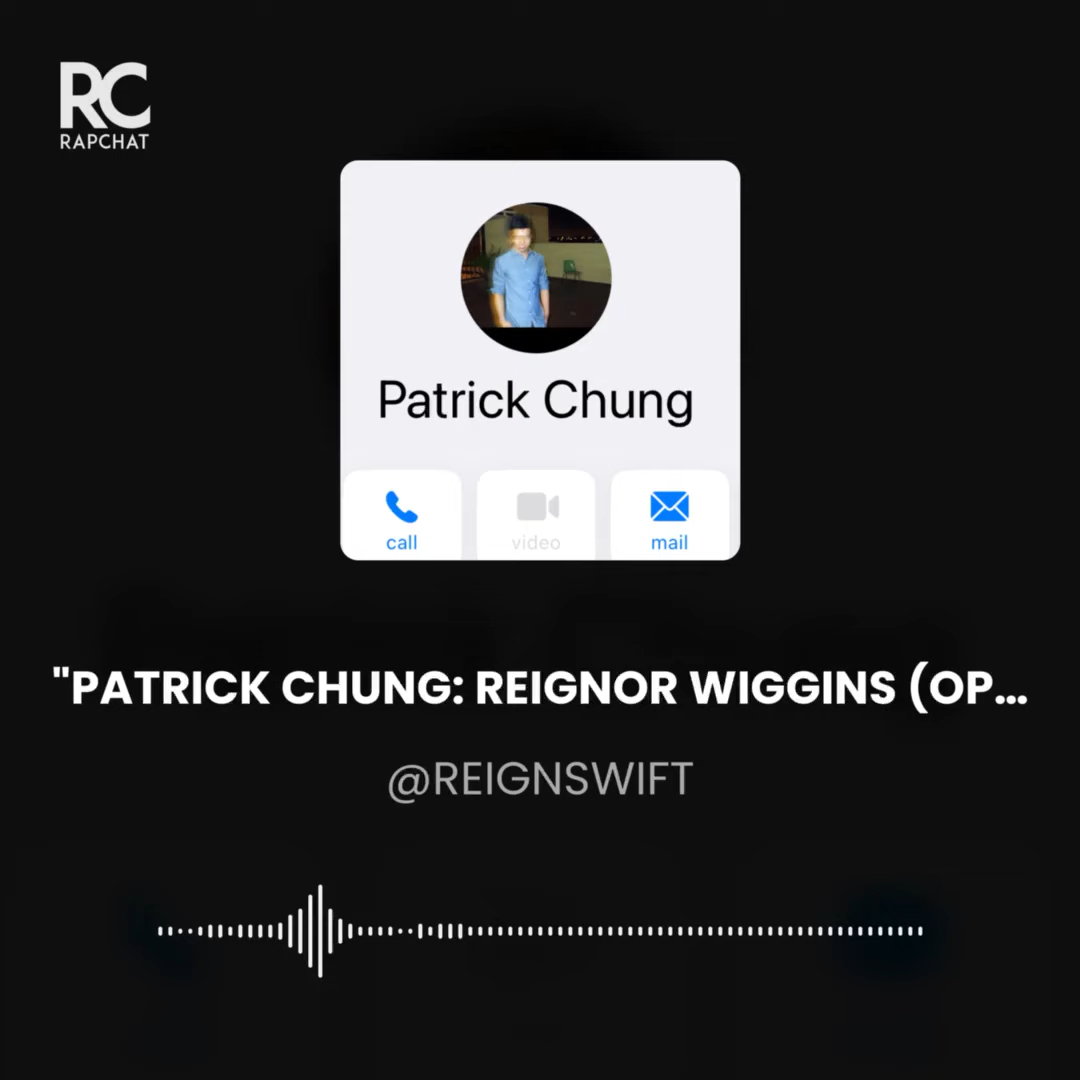 RC
RAPCHAT
Patrick Chung
call
video
mail
"PATRICK CHUNG: REIGNOR WIGGINS (OP...
@REIGNSWIFT